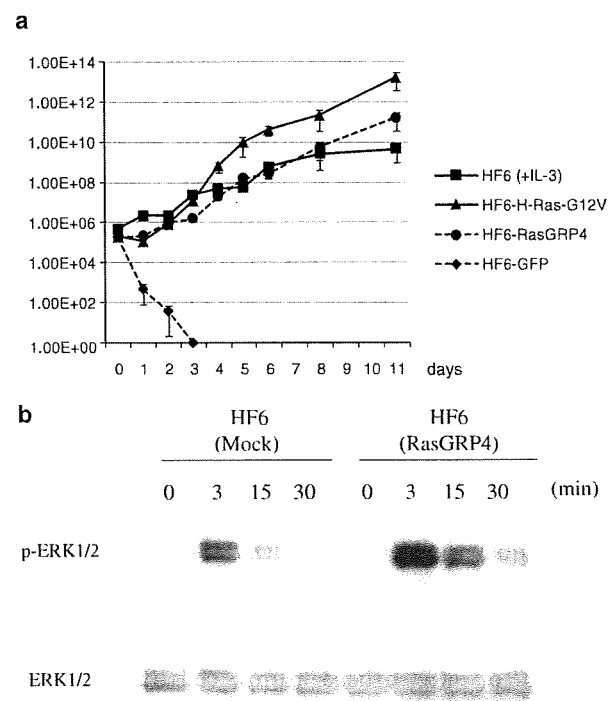 a
1.00E+14
1.00E+12
1.00E+10
1.00E+08
1.00E+06
1.00E+04
1.00E+02
1.00E+00
0 1 2 3 4 5 6 7 8 9 10 11 days
HF6 (+IL-3)
HF6-H-Ras-G12V
HF6-RasGRP4
HF6-GFP
b
HF6 HF6
(Mock) (RasGRP4)
0 3 15 30 0 3 15 30 (min)
p-ERK1/2
ERK1/2